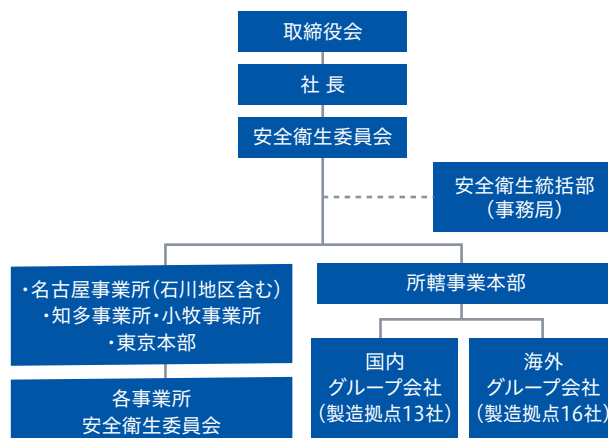 取締役会
社 長
安全衛生委員会
安全衛生統括部
(事務局)
・名古屋事業所(石川地区含む)
・知多事業所・小牧事業所
・東京本部
所轄事業本部
各事業所
安全衛生委員会
国内
グループ会社
(製造拠点13社)
海外
グループ会社
(製造拠点16社)